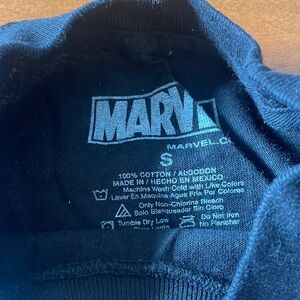 MARV
MARVEL.C
S
100% COTTON / ALGODON
MADE IN / HECHO EN MEXICO
Machine Wash Cold with Like Colors
Lavar En Maquina Agua Fria Por Colores
Only Non-Chlorine Bleach
Solo Blanqueador Sin Cloro
Tumble Dry Low
Do Not Iron
No Planchar